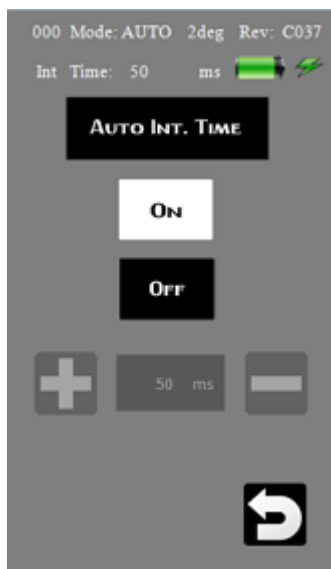 000 Mode: AUTO 2deg Rev: C037
Int Time: 50 ms
AUTO INT. TIME
ON
OFF
50 ms